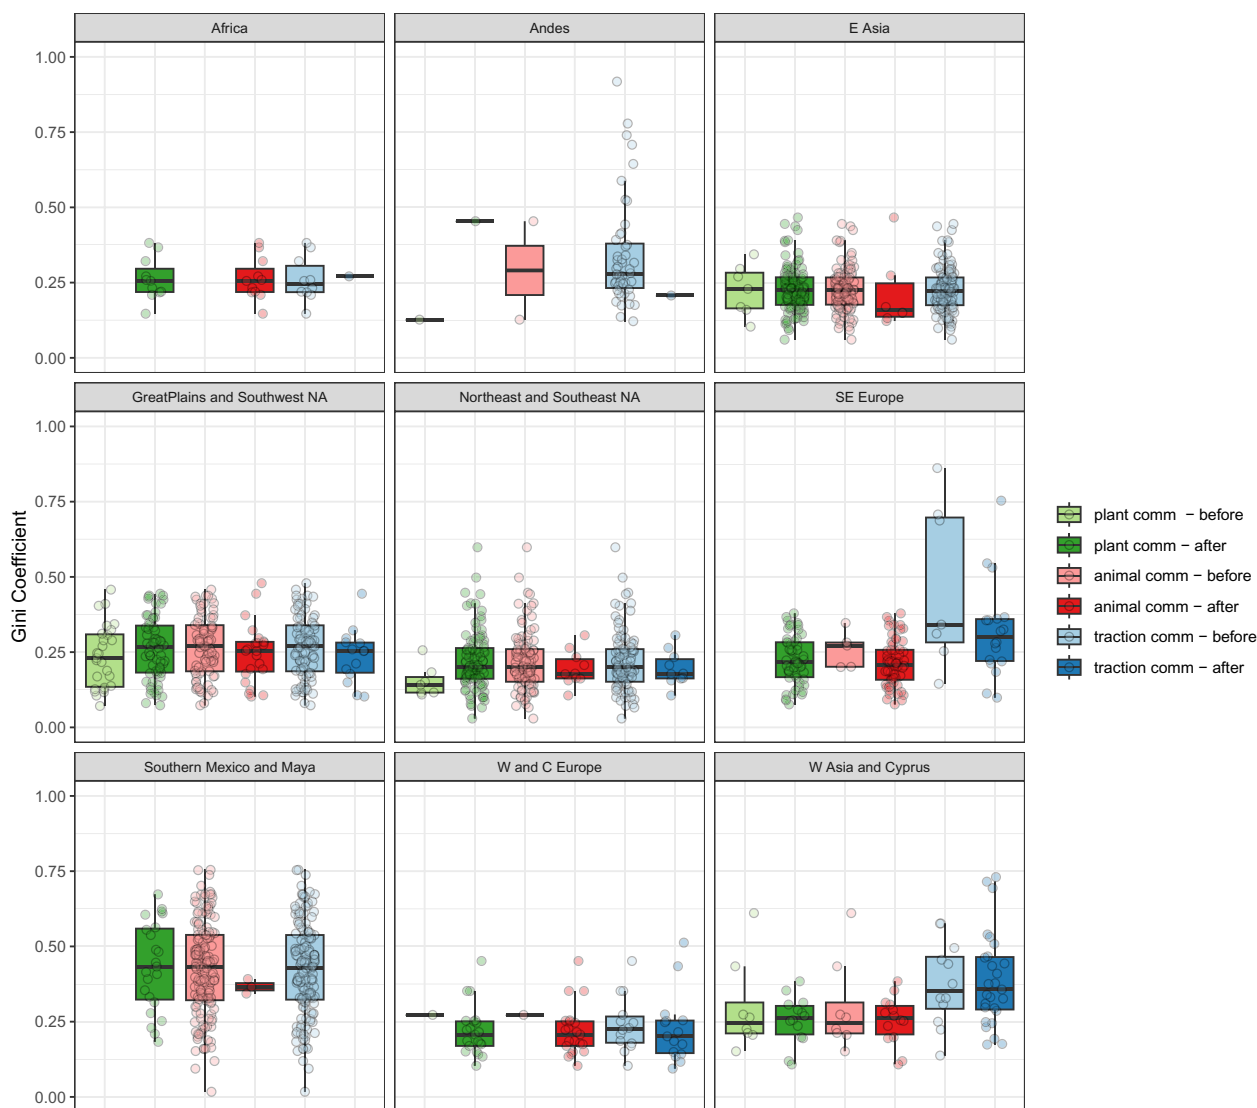 Africa
Andes
E Asia
1.00
0.75
0.50
0.25
0.00
GreatPlains and Southwest NA
Northeast and Southeast NA
SE Europe
1.00
0.75
0.50
0.25
0.00
Gini Coefficient
plant comm − before
plant comm − after
animal comm − before
animal comm − after
traction comm − before
traction comm − after
Southern Mexico and Maya
W and C Europe
W Asia and Cyprus
1.00
0.75
0.50
0.25
0.00